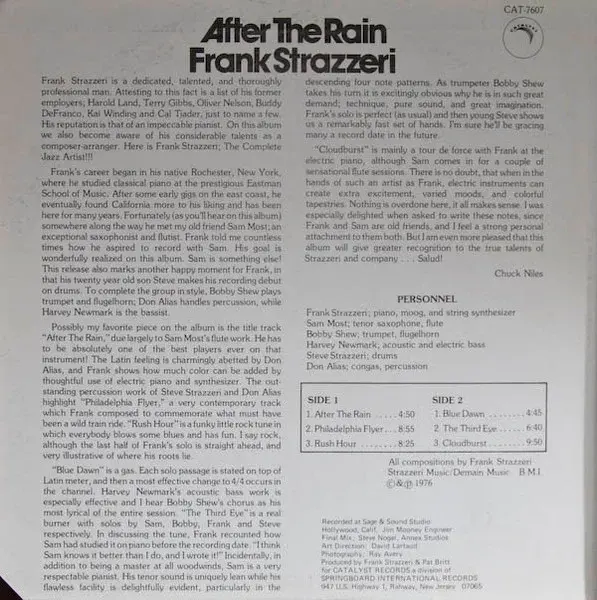 CAT-7607
CATALYST
After The Rain
Frank Strazzeri
Frank Strazzeri is a dedicated, talented, and thoroughly
professional man. Attesting to this fact is a list of his former
employers; Harold Land, Terry Gibbs, Oliver Nelson, Buddy
DeFranco, Kai Winding and Cal Tjader, just to name a few.
His reputation is that of an impeccable pianist. On this album
we also become aware of his considerable talents as a
composer-arranger. Here is Frank Strazzeri; The Complete
Jazz Artist!!!
Frank's career began in his native Rochester, New York,
where he studied classical piano at the prestigous Eastman
School of Music. After some early gigs on the east coast, he
eventually found California more to his liking and has been
here for many years. Fortunately (as you'll hear on this album)
somewhere along the way he met my old friend Sam Most; an
exceptional saxophonist and flutist. Frank told me countless
times how he aspired to record with Sam. His goal is
wonderfully realized on this album. Sam is something else!
This release also marks another happy moment for Frank, in
that his twenty year old son Steve makes his recording debut
on drums. To complete the group in style, Bobby Shew plays
trumpet and flugelhorn; Don Alias handles percussion, while
Harvey Newmark is the bassist.
Possibly my favorite piece on the album is the title track
"After The Rain," due largely to Sam Most's flute work. He has
to be absolutely one of the best players ever on that
instrument! The Latin feeling is charmingly abetted by Don
Alias, and Frank shows how much color can be added by
thoughtful use of electric piano and synthesizer. The out-
standing percussion work of Steve Strazzeri and Don Alias
highlight "Philadelphia Flyer," a very contemporary track
which Frank composed to commemorate what must have
been a wild train ride. "Rush Hour" is a funky little rock tune in
which everybody blows some blues and has fun. I say rock,
although the last half of Frank's solo is straight ahead, and
very illustrative of where his roots lie.
"Blue Dawn" is a gas. Each solo passage is stated on top of
Latin meter, and then a most effective change to 4/4 occurs in
the channel. Harvey Newmark's acoustic bass work is
especially effective and I hear Bobby Shew's chorus as his
most lyrical of the entire session. "The Third Eye" is a real
burner with solos by Sam, Bobby, Frank and Steve
respectively. In discussing the tune, Frank recounted how
Sam had studied it on piano before the recording date. "I think
Sam knows it better than I do, and I wrote it!" Incidentally, in
addition to being a master at all woodwinds, Sam is a very
respectable pianist. His tenor sound is uniquely lean while his
flawless facility is delightfully evident, particularly in the
descending four note patterns. As trumpeter Bobby Shew
takes his turn it is excitingly obvious why he is in such great
demand; technique, pure sound, and great imagination.
Frank's solo is perfect (as usual) and then young Steve shows
us a remarkably fast set of hands. I'm sure he'll be gracing
many a record date in the future.
"Cloudburst" is mainly a tour de force with Frank at the
electric piano, although Sam comes in for a couple of
sensational flute sessions. There is no doubt, that when in the
hands of such an artist as Frank, electric instruments can
create extra excitement, varied moods, and colorful
tapestries. Nothing is overdone here, it all makes sense. I was
especially delighted when asked to write these notes, since
Frank and Sam are old friends, and I feel a strong personal
attachment to them both. But I am even more pleased that this
album will give greater recognition to the true talents of
Strazzeri and company . . . Salud!
Chuck Niles
PERSONNEL
Frank Strazzeri; piano, moog, and string synthesizer
Sam Most; tenor saxophone, flute
Bobby Shew; trumpet, flugelhorn
Harvey Newmark; acoustic and electric bass
Steve Strazzeri; drums
Don Alias; congas, percussion
SIDE 1
1. After The Rain ..... 4:50
2. Philadelphia Flyer... 8:55
3. Rush Hour ........ 8:25
SIDE 2
1. Blue Dawn ....... 4:45
2. The Third Eye .... 6:40
3. Cloudburst ...... 9:50
All compositions by Frank Strazzeri
Strazzeri Music/Demain Music B M I
©&℗ 1976
Recorded at Sage & Sound Studio
Hollywood, Calif. Jim Mooney Engineer
Final Mix, Steve Nogel, Annex Studios
Art Direction: David Lartaud
Photography: Ray Avery
Produced by Frank Strazzeri & Pat Britt
for CATALYST RECORDS a division of
SPRINGBOARD INTERNATIONAL RECORDS
947 U.S. Highway 1, Rahway, New Jersey 07065